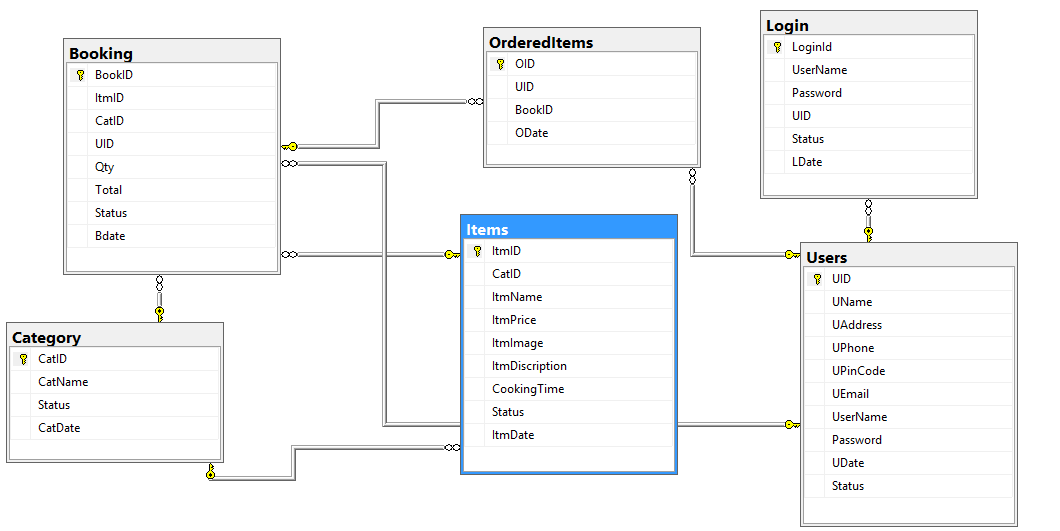 Booking
BookID
ItmID
CatID
UID
Qty
Total
Status
Bdate
OrderedItems
OID
UID
BookID
ODate
Login
LoginId
UserName
Password
UID
Status
LDate
Items
ItmID
CatID
ItmName
ItmPrice
ItmImage
ItmDiscription
CookingTime
Status
ItmDate
Users
UID
UName
UAddress
UPhone
UPinCode
UEmail
UserName
Password
UDate
Status
Category
CatID
CatName
Status
CatDate